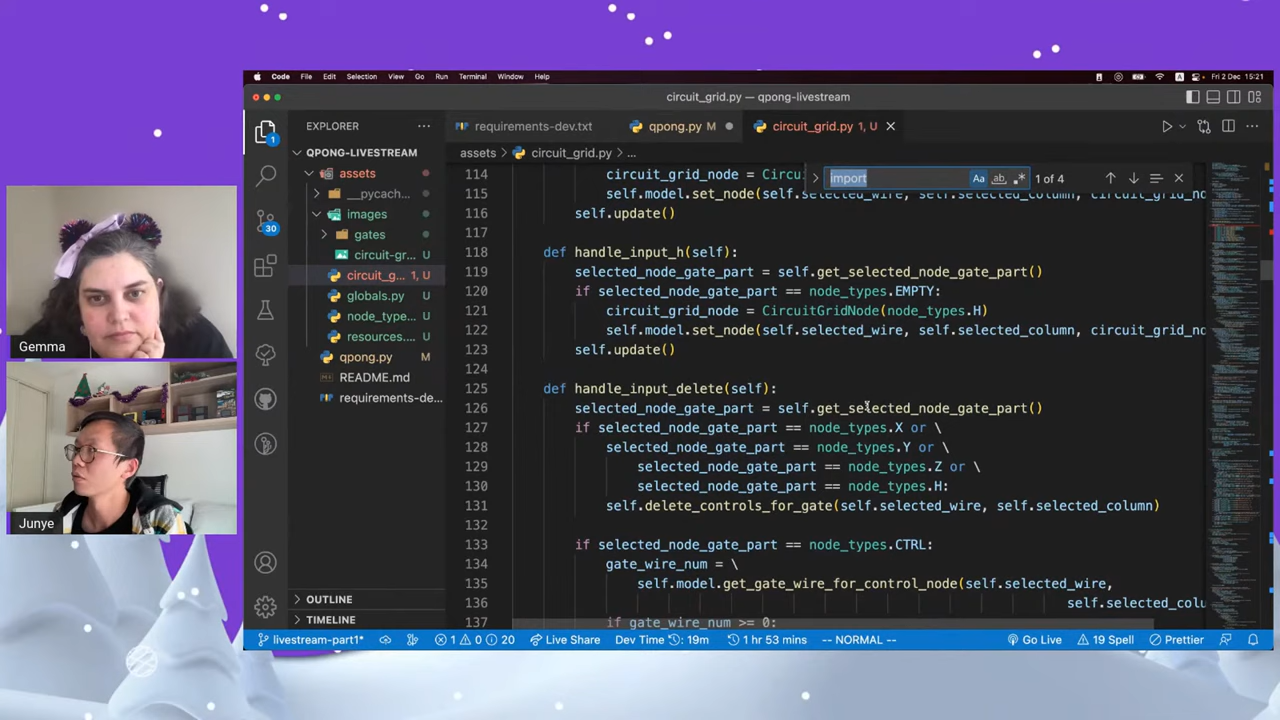 Code File Edit Selection View Go Run Terminal Window Help
A Fri 2 Dec 15:21
circuit_grid.py — qpong-livestream
EXPLORER ···
requirements-dev.txt
qpong.py M
circuit_grid.py 1, U
assets > circuit_grid.py > ...
QPONG-LIVESTREAM
assets
__pycach...
images
gates
circuit-gr... U
circuit_g... 1, U
globals.py U
node_type... U
resources.... U
qpong.py M
README.md
requirements-de...
OUTLINE
TIMELINE
1
30
import
Aa ab 1 of 4
114 circuit_grid_node = Circu
115 self.model.set_node(self.selected_wire, self.selected_column, circuit_grid_no
116 self.update()
117
118 def handle_input_h(self):
119 selected_node_gate_part = self.get_selected_node_gate_part()
120 if selected_node_gate_part == node_types.EMPTY:
121 circuit_grid_node = CircuitGridNode(node_types.H)
122 self.model.set_node(self.selected_wire, self.selected_column, circuit_grid_no
123 self.update()
124
125 def handle_input_delete(self):
126 selected_node_gate_part = self.get_selected_node_gate_part()
127 if selected_node_gate_part == node_types.X or \
128 selected_node_gate_part == node_types.Y or \
129 selected_node_gate_part == node_types.Z or \
130 selected_node_gate_part == node_types.H:
131 self.delete_controls_for_gate(self.selected_wire, self.selected_column)
132
133 if selected_node_gate_part == node_types.CTRL:
134 gate_wire_num = \
135 self.model.get_gate_wire_for_control_node(self.selected_wire,
136 self.selected_colu
137 if gate_wire_num >= 0:
livestream-part1* 1 0 20 Live Share Dev Time: 19m 1 hr 53 mins -- NORMAL -- Go Live 19 Spell Prettier
Gemma
Junye